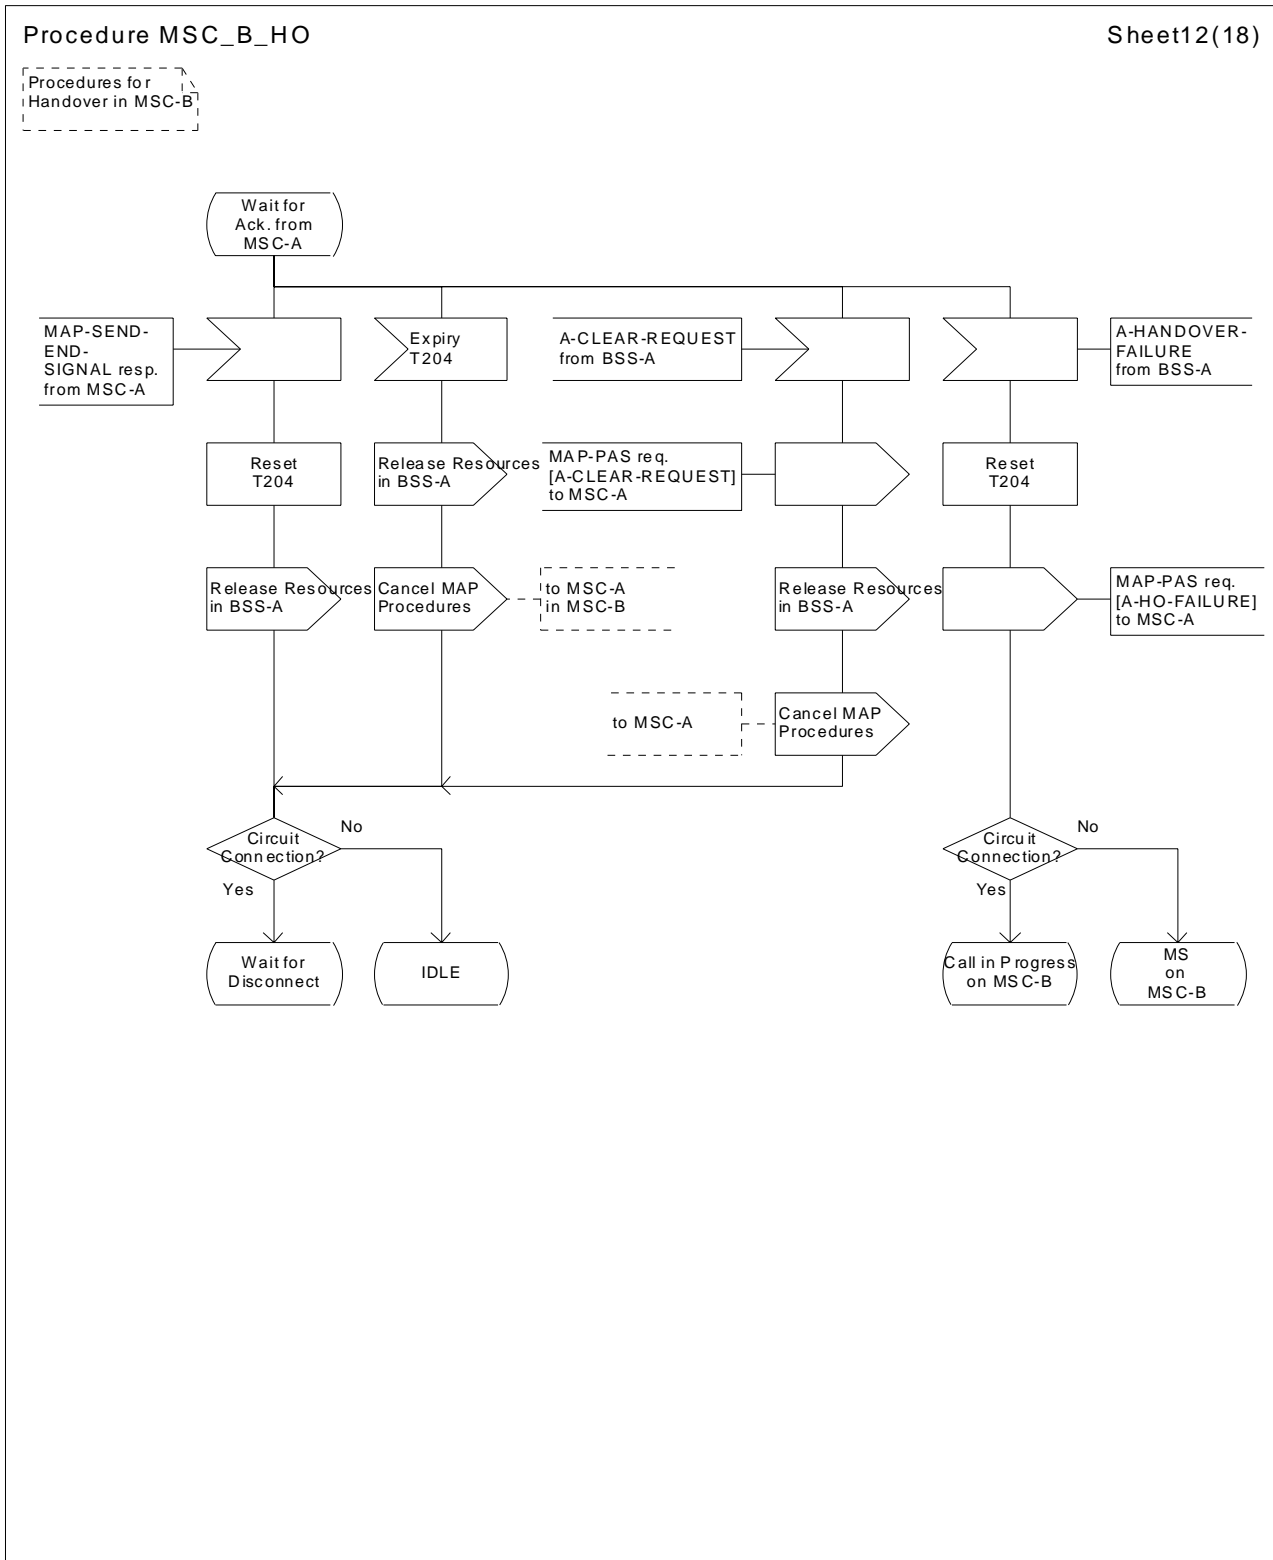 Procedure MSC_B_HO
Sheet12(18)
Procedures for
Handover in MSC-B
Wait for
Ack. from
MSC-A
MAP-SEND-
END-
SIGNAL resp.
from MSC-A
Expiry
T204
A-CLEAR-REQUEST
from BSS-A
A-HANDOVER-
FAILURE
from BSS-A
Reset
T204
Release Resources
in BSS-A
MAP-PAS req.
[A-CLEAR-REQUEST]
to MSC-A
Reset
T204
Release Resources
in BSS-A
Cancel MAP
Procedures
to MSC-A
in MSC-B
Release Resources
in BSS-A
MAP-PAS req.
[A-HO-FAILURE]
to MSC-A
to MSC-A
Cancel MAP
Procedures
Circuit
Connection?
No
Yes
Circuit
Connection?
No
Yes
Wait for
Disconnect
IDLE
Call in Progress
on MSC-B
MS
on
MSC-B